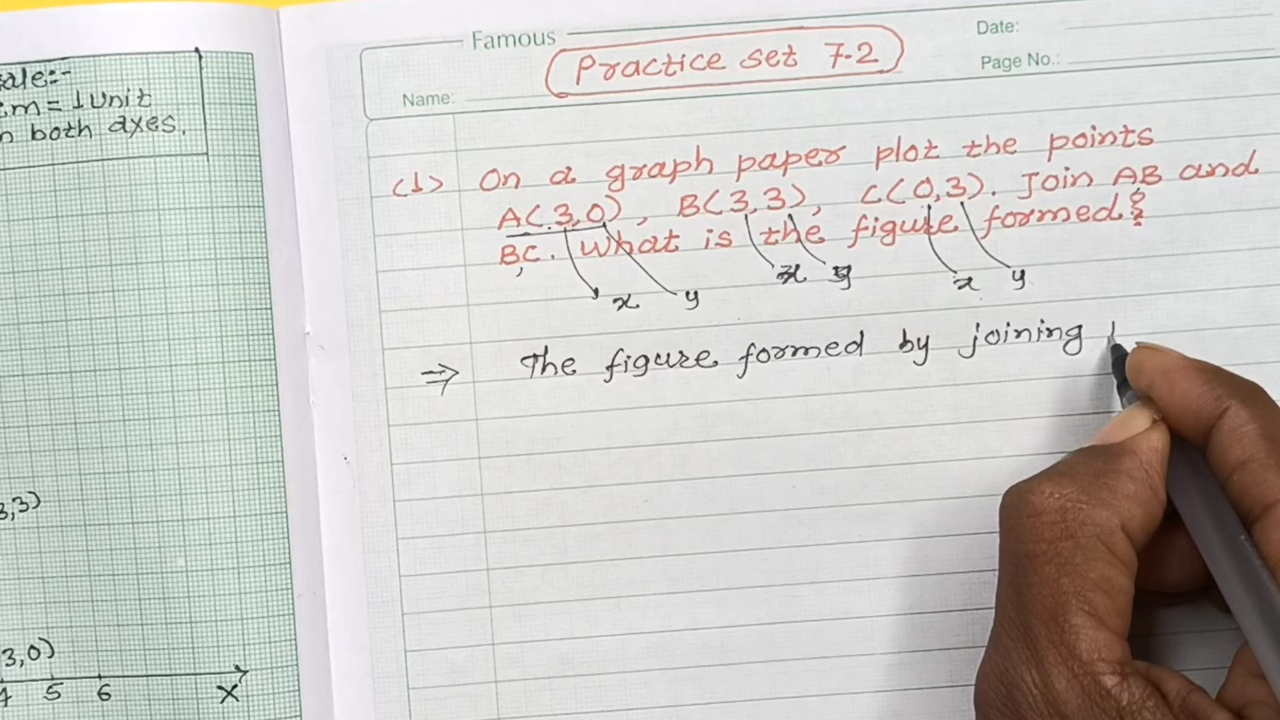 ale:-
cm = 1 Unit
n both axes.
3,3)
3,0)
4 5 6 X
Famous
Practice set 7.2
Date:
Page No.:
Name:
(1) On a graph paper plot the points
A(3,0), B(3,3), C(0,3). Join AB and
BC. What is the figure formed?
x y x y x y
⇒ The figure formed by joining